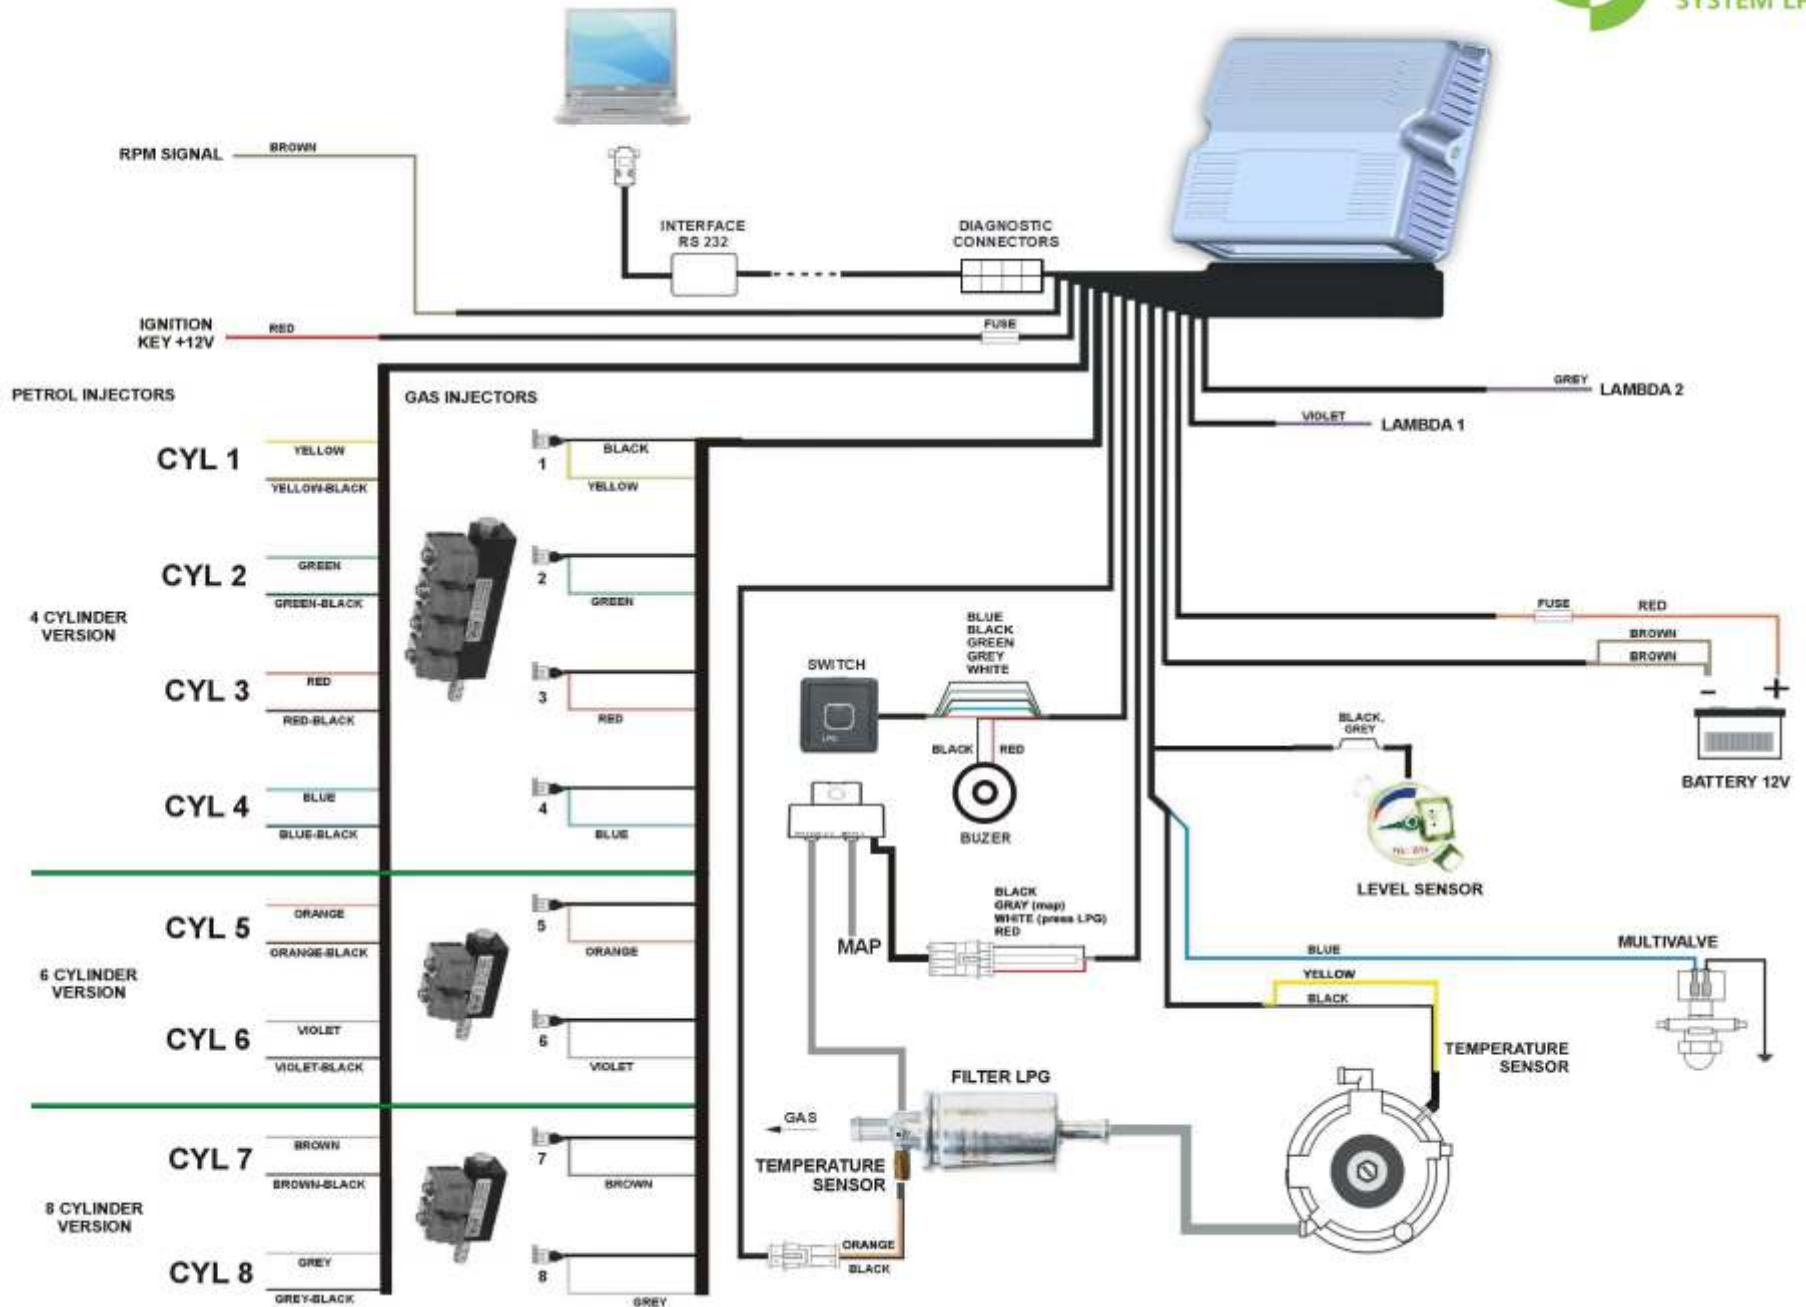 SYSTEM
RPM SIGNAL
BROWN
INTERFACE
RS 232
DIAGNOSTIC
CONNECTORS
IGNITION
KEY +12V
RED
FUSE
PETROL INJECTORS
GAS INJECTORS
GREY
LAMBDA 2
VIOLET
LAMBDA 1
CYL 1
YELLOW
YELLOW-BLACK
1
BLACK
YELLOW
CYL 2
GREEN
GREEN-BLACK
2
GREEN
4 CYLINDER
VERSION
CYL 3
RED
RED-BLACK
3
RED
CYL 4
BLUE
BLUE-BLACK
4
BLUE
CYL 5
ORANGE
ORANGE-BLACK
5
ORANGE
6 CYLINDER
VERSION
CYL 6
VIOLET
VIOLET-BLACK
6
VIOLET
CYL 7
BROWN
BROWN-BLACK
7
BROWN
8 CYLINDER
VERSION
CYL 8
GREY
GREY-BLACK
8
GREY
SWITCH
LPG
BLUE
BLACK
GREEN
GREY
WHITE
BLACK
RED
BUZER
MAP
BLACK
GRAY (map)
WHITE (press LPG)
RED
FUSE
RED
BROWN
BROWN
-
+
BATTERY 12V
BLACK,
GREY
LEVEL SENSOR
BLUE
MULTIVALVE
YELLOW
BLACK
TEMPERATURE
SENSOR
FILTER LPG
GAS
TEMPERATURE
SENSOR
ORANGE
BLACK